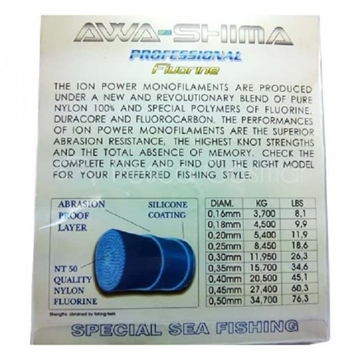 AWA-SHIMA
PROFESSIONAL
Fluorine
THE ION POWER MONOFILAMENTS ARE PRODUCED
UNDER A NEW AND REVOLUTIONARY BLEND OF PURE
NYLON 100% AND SPECIAL POLYMERS OF FLUORINE,
DURACORE AND FLUOROCARBON. THE PERFORMANCES
OF ION POWER MONOFILAMENTS ARE THE SUPERIOR
ABRASION RESISTANCE, THE HIGHEST KNOT STRENGTHS
AND THE TOTAL ABSENCE OF MEMORY. CHECK THE
COMPLETE RANGE AND FIND OUT THE RIGHT MODEL
FOR YOUR PREFERRED FISHING STYLE.
ABRASION PROOF LAYER
SILICONE COATING
NT 50 QUALITY NYLON FLUORINE
DIAM. KG LBS
0,16mm 3,700 8,1
0,18mm 4,500 9,9
0,20mm 5,400 11,9
0,25mm 8,450 18,6
0,30mm 11,950 26,3
0,35mm 15,700 34,6
0,40mm 20,500 45,1
0,45mm 27,400 60,3
0,50mm 34,700 76,3
Strengths obtained by fishing tests
SPECIAL SEA FISHING